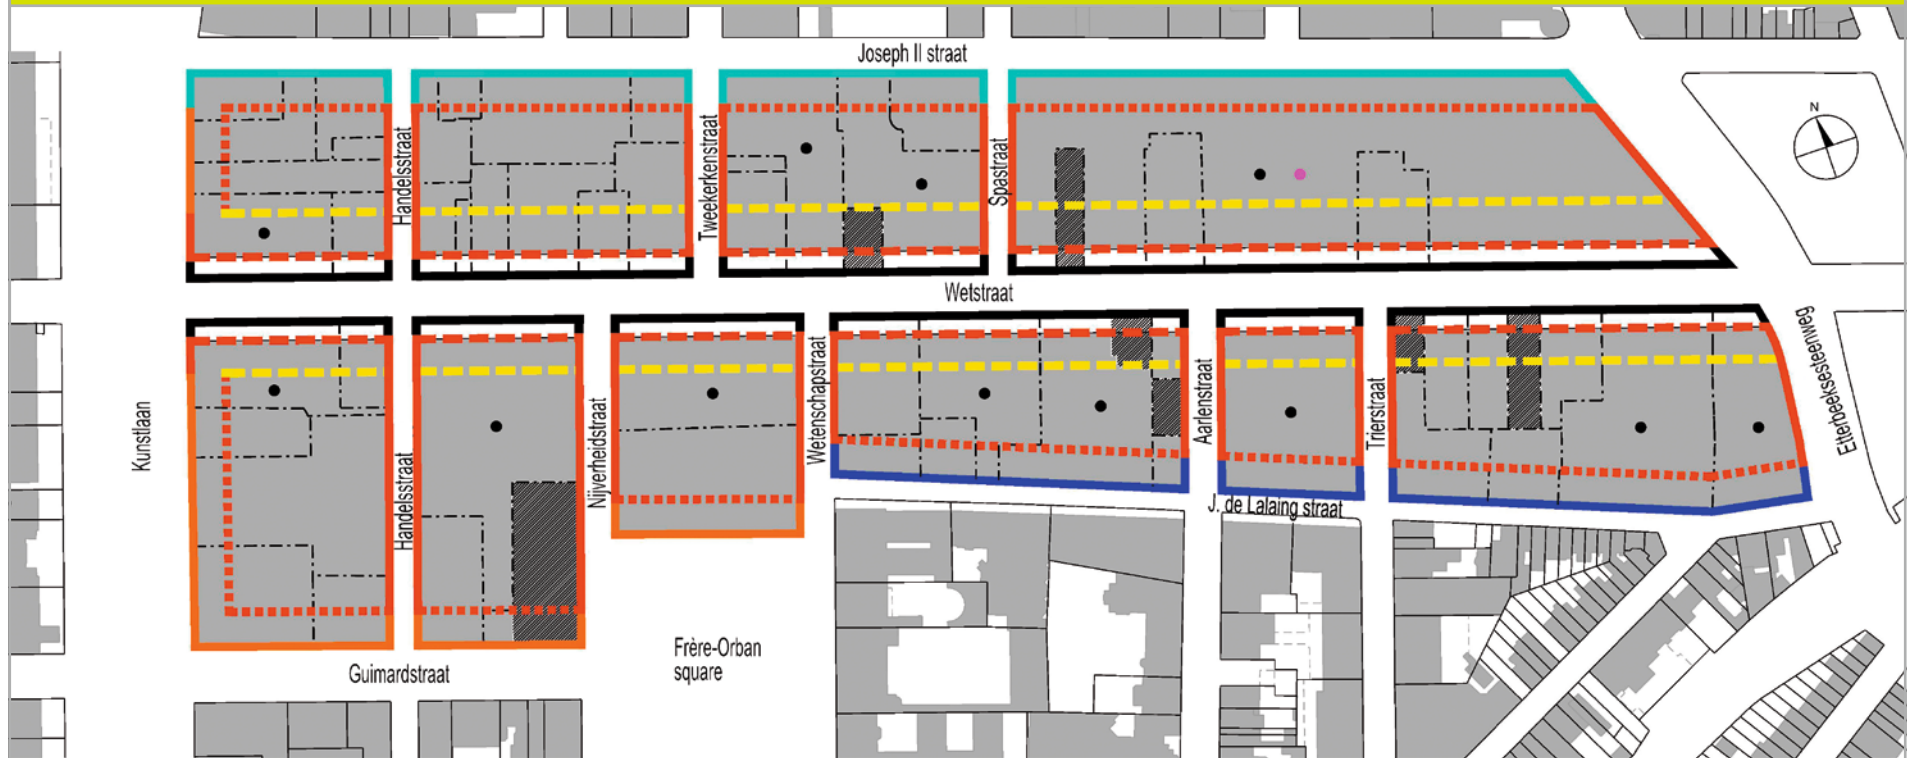 Joseph II straat
N
Handelsstraat
Tweekerkenstraat
Spastraat
Wetstraat
Kunstlaan
Handelsstraat
Nijverheidstraat
Wetenschapstraat
Aarlenstraat
Trierstraat
Etterbeeksesteenweg
J. de Lalaing straat
Frère-Orban
square
Guimardstraat